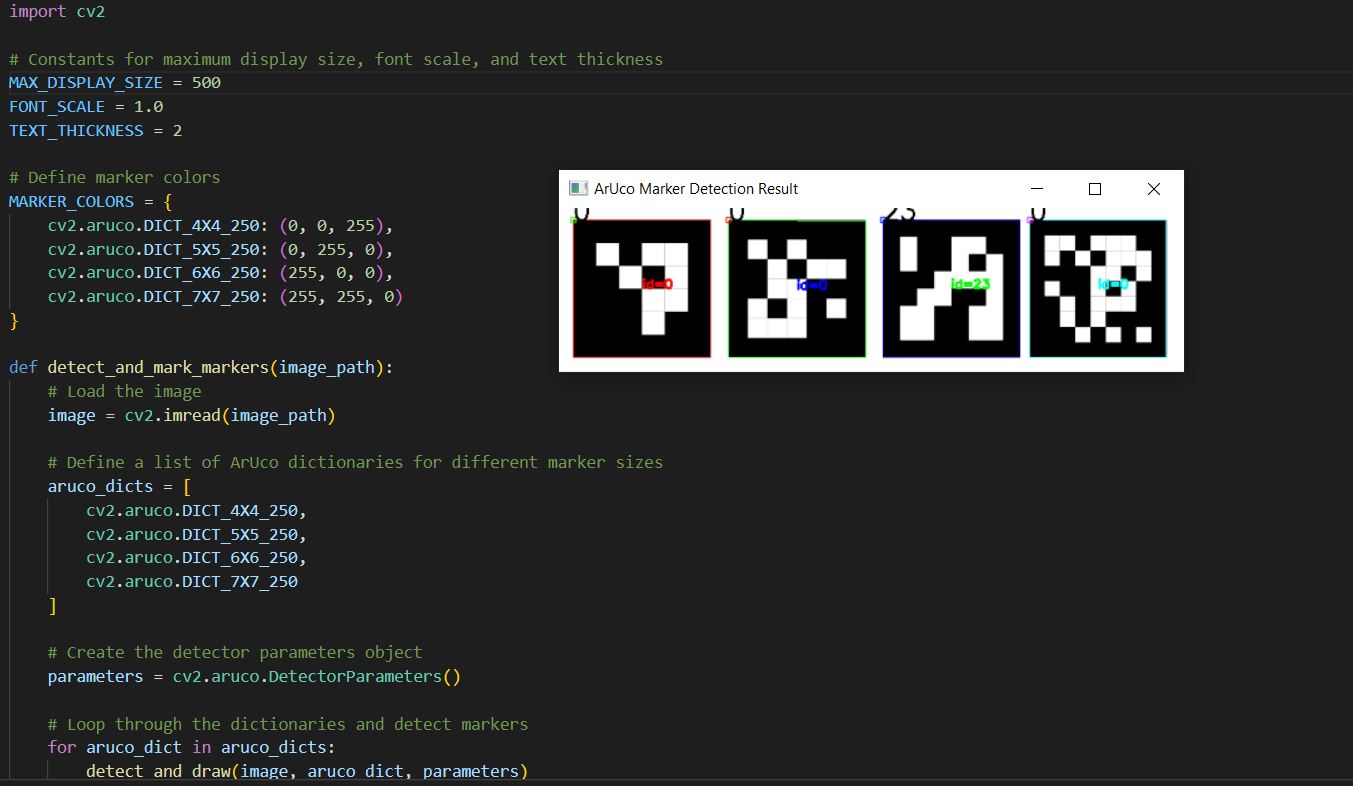 import cv2
# Constants for maximum display size, font scale, and text thickness
MAX_DISPLAY_SIZE = 500
FONT_SCALE = 1.0
TEXT_THICKNESS = 2
# Define marker colors
MARKER_COLORS = {
    cv2.aruco.DICT_4X4_250: (0, 0, 255),
    cv2.aruco.DICT_5X5_250: (0, 255, 0),
    cv2.aruco.DICT_6X6_250: (255, 0, 0),
    cv2.aruco.DICT_7X7_250: (255, 255, 0)
}
def detect_and_mark_markers(image_path):
    # Load the image
    image = cv2.imread(image_path)
    # Define a list of ArUco dictionaries for different marker sizes
    aruco_dicts = [
        cv2.aruco.DICT_4X4_250,
        cv2.aruco.DICT_5X5_250,
        cv2.aruco.DICT_6X6_250,
        cv2.aruco.DICT_7X7_250
    ]
    # Create the detector parameters object
    parameters = cv2.aruco.DetectorParameters()
    # Loop through the dictionaries and detect markers
    for aruco_dict in aruco_dicts:
        detect_and_draw(image, aruco_dict, parameters)
ArUco Marker Detection Result
0 0 23 0
id=0 id=0 id=23 id=0